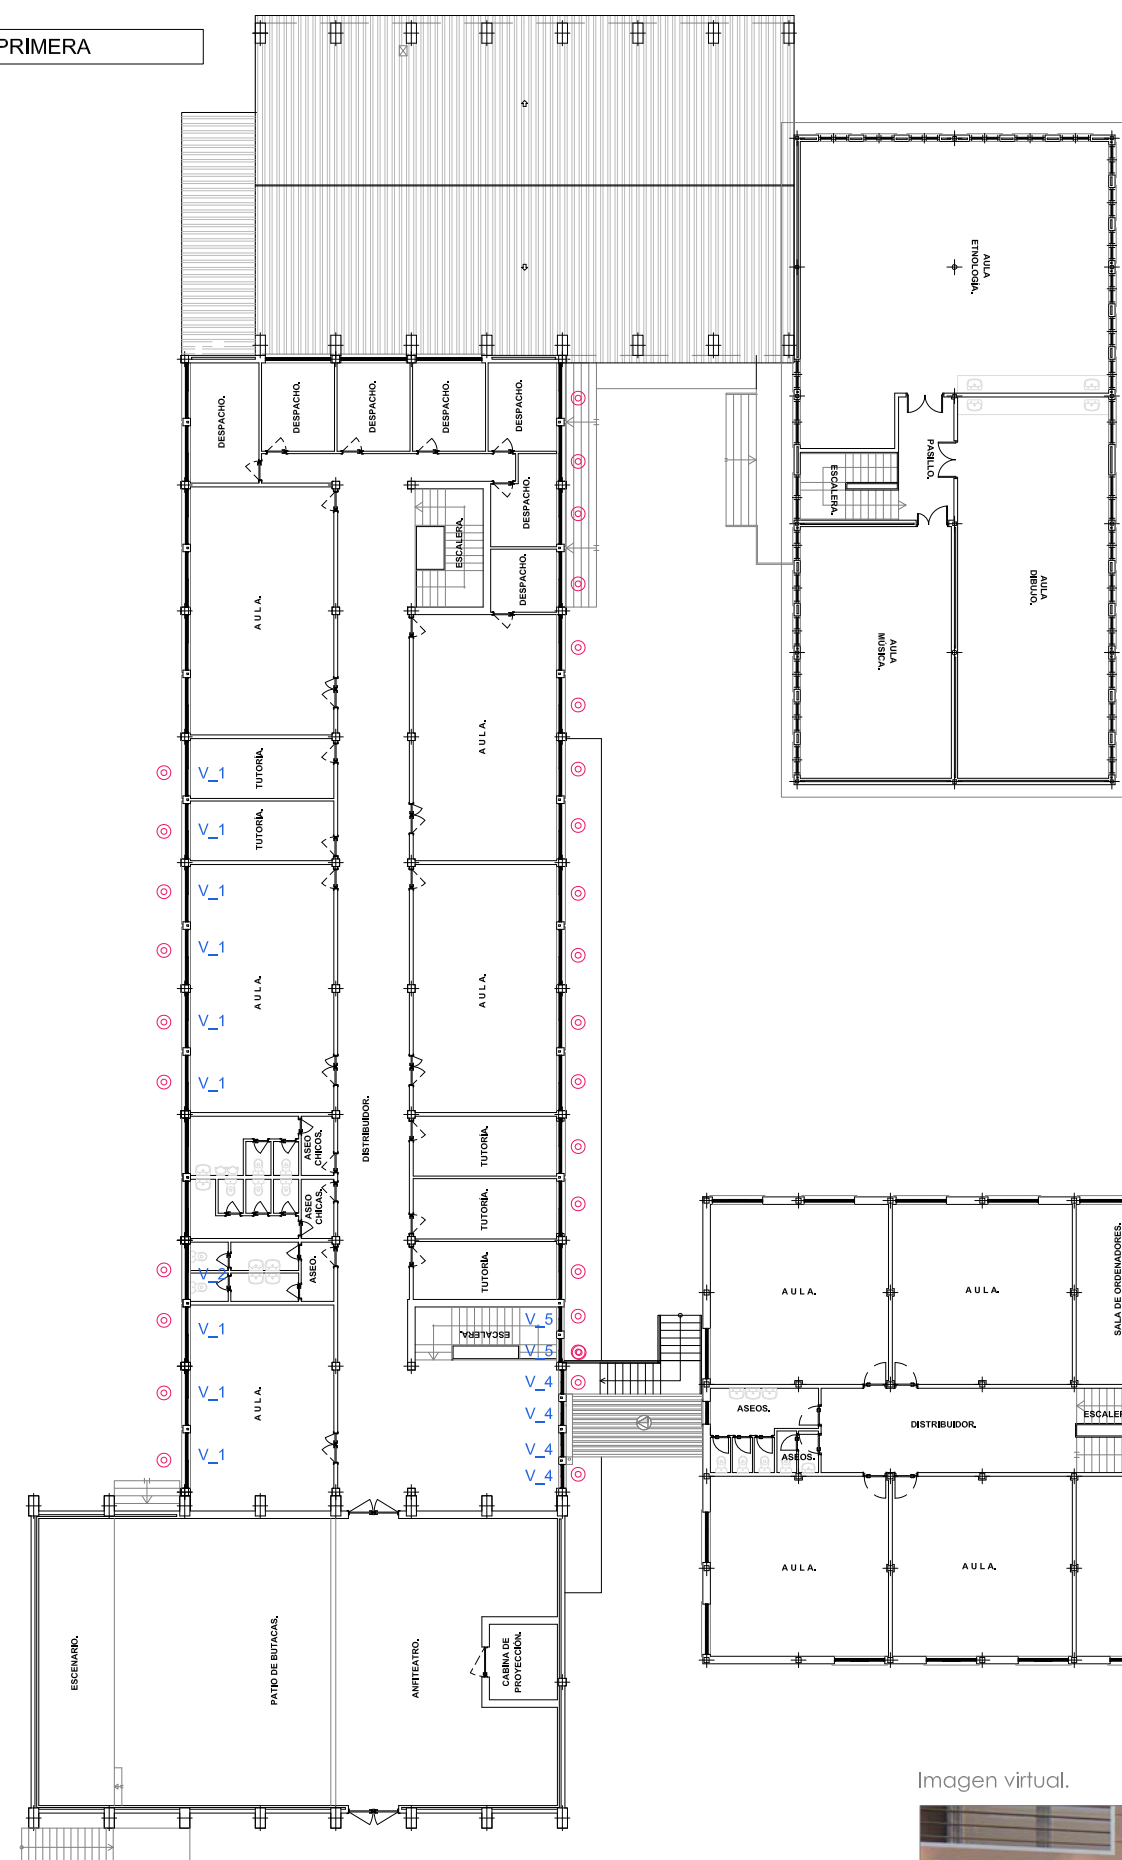 PRIMERA
AULA
ETNOLOGÍA.
DESPACHO.
DESPACHO.
DESPACHO.
DESPACHO.
DESPACHO.
PASILLO.
ESCALERA.
DESPACHO.
ESCALERA.
DESPACHO.
AULA
DIBUJO.
AULA.
AULA
MÚSICA.
AULA.
TUTORÍA.
V_1
TUTORÍA.
V_1
V_1
V_1
AULA.
AULA.
V_1
V_1
DISTRIBUIDOR.
ASEO
CHICOS.
TUTORÍA.
ASEO
CHICAS.
TUTORÍA.
ASEO.
V_2
TUTORÍA.
SALA DE ORDENADORES.
AULA.
AULA.
V_1
ESCALERA.
V_5
V_5
V_1
AULA.
V_4
V_4
V_4
V_4
V_1
ASEOS.
DISTRIBUIDOR.
ESCALER
ASEOS.
AULA.
AULA.
ESCENARIO.
PATIO DE BUTACAS.
ANFITEATRO.
CABINA DE
PROYECCIÓN.
Imagen virtual.